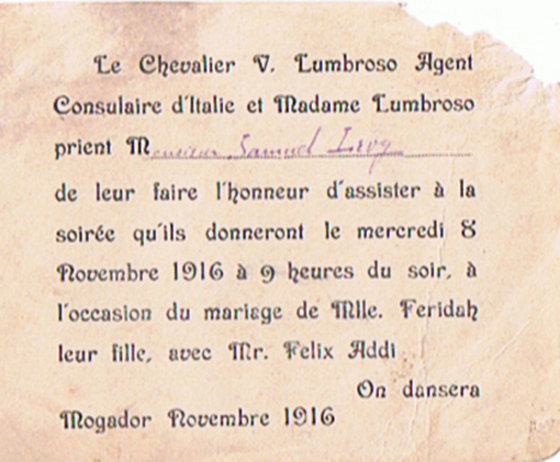 Le Chevalier V. Lumbroso Agent
Consulaire d'Italie et Madame Lumbroso
prient Monsieur Samuel Levy
de leur faire l'honneur d'assister à la
soirée qu'ils donneront le mercredi 8
Novembre 1916 à 9 heures du soir, à
l'occasion du mariage de Mlle. Feridah
leur fille, avec Mr. Felix Addi
On dansera
Mogador Novembre 1916